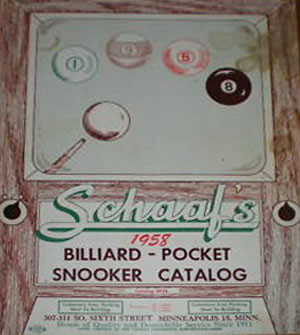 1
9
5
8
Schaaf's
1958
BILLIARD - POCKET
SNOOKER CATALOG
307-311 SO. SIXTH STREET MINNEAPOLIS 15, MINN.
House of Quality and Dependable Service Since 1912